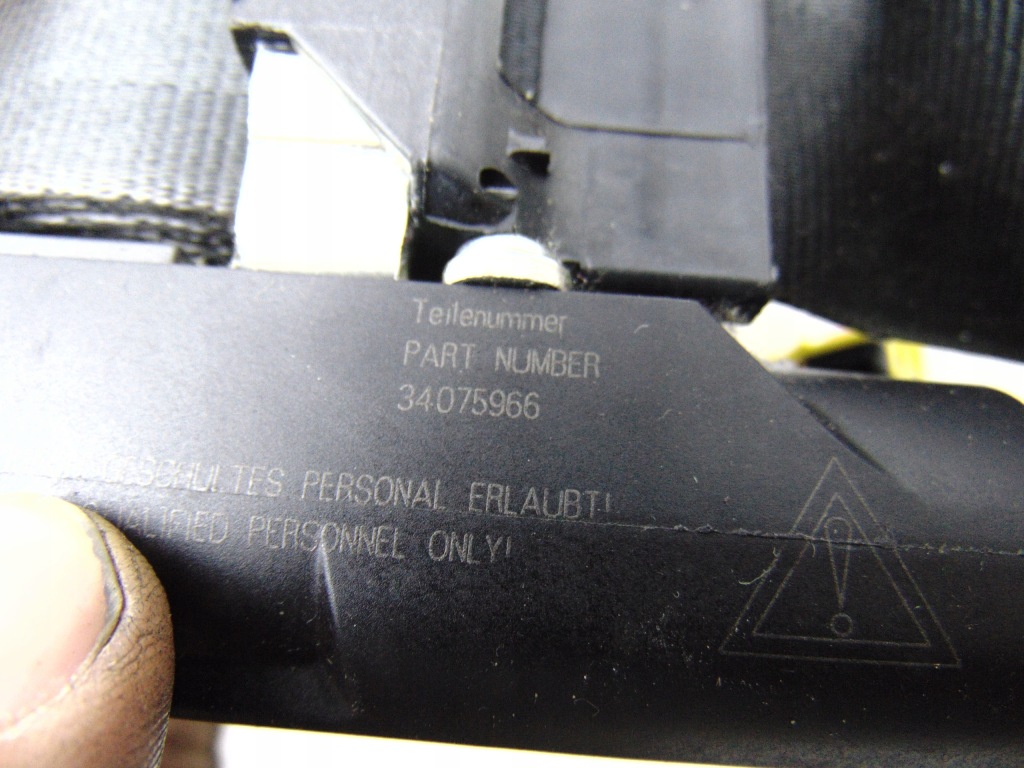 Teilenummer
PART NUMBER
34075966
PERSONAL ERLAUBT!
PERSONNEL ONLY!